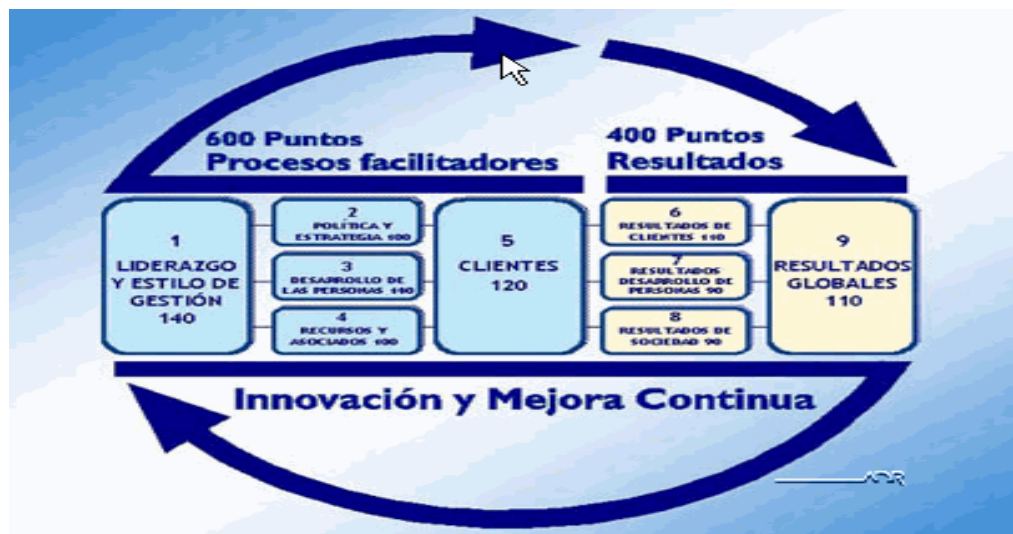 600 Puntos
Procesos facilitadores
400 Puntos
Resultados
1
LIDERAZGO
Y ESTILO DE
GESTIÓN
140
2
POLÍTICA Y
ESTRATEGIA 100
3
DESARROLLO DE
LAS PERSONAS 140
4
RECURSOS Y
ASOCIADOS 100
5
CLIENTES
120
6
RESULTADOS DE
CLIENTES 110
7
RESULTADOS
DESARROLLO DE
PERSONAS 90
8
RESULTADOS DE
SOCIEDAD 90
9
RESULTADOS
GLOBALES
110
Innovación y Mejora Continua